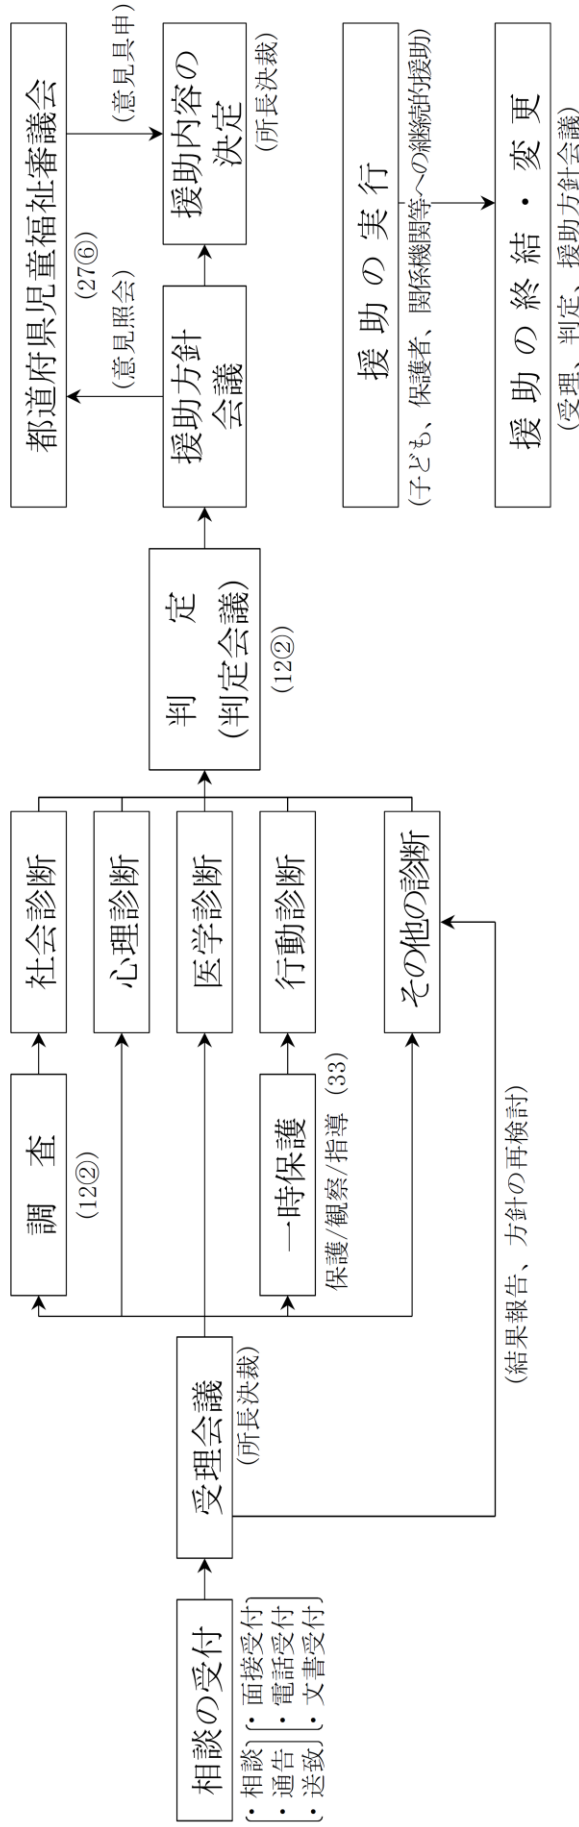 相談の受付
・相談
・通告
・送致
・面接受付
・電話受付
・文書受付
受理会議
(所長決裁)
調 査
(12②)
一時保護
保護/観察/指導 (33)
(結果報告、方針の再検討)
社会診断
心理診断
医学診断
行動診断
その他の診断
判 定
(判定会議)
(12②)
援助方針
会議
都道府県児童福祉審議会
(27⑥)
(意見照会)
(意見具申)
援助内容の
決定
(所長決裁)
援助の実行
(子ども、保護者、関係機関等への継続的援助)
援助の終結・変更
(受理、判定、援助方針会議)